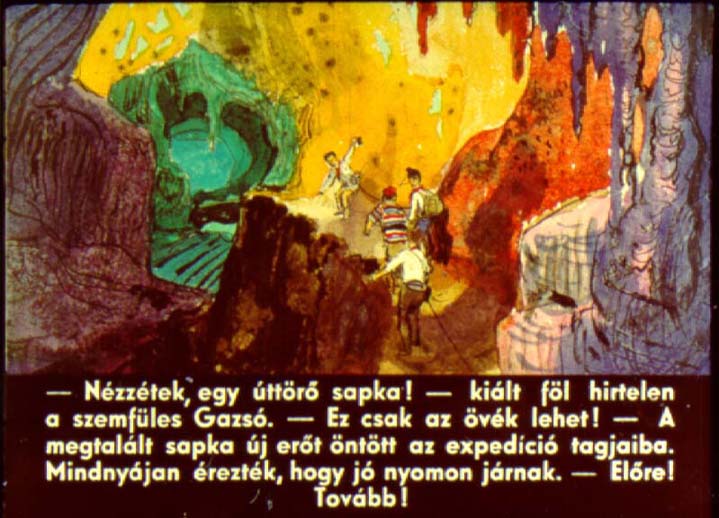 — Nézzétek, egy úttörő sapka! — kiált föl hirtelen
a szemfüles Gazsó. — Ez csak az övék lehet! — A
megtalált sapka új erőt öntött az expedíció tagjaiba.
Mindnyájan érezték, hogy jó nyomon járnak. — Előre!
Tovább!